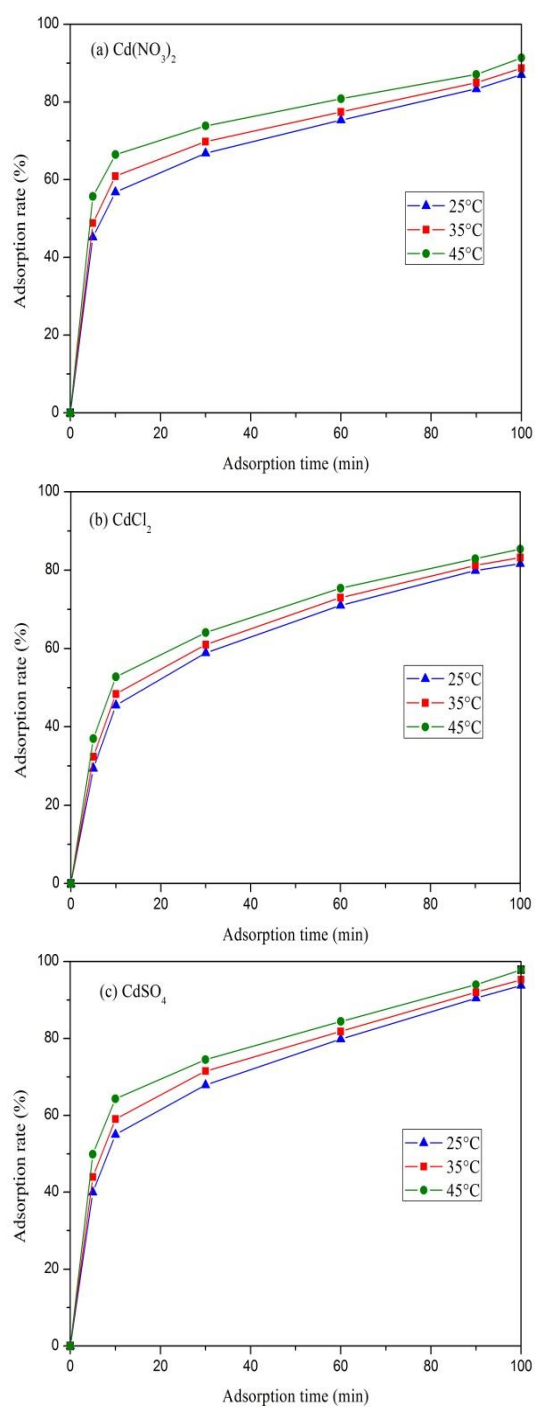 100
(a) Cd(NO₃)₂
80
60
25°C
35°C
45°C
40
20
0
Adsorption rate (%)
0 20 40 60 80 100
Adsorption time (min)
100
(b) CdCl₂
80
60
25°C
35°C
45°C
40
20
0
Adsorption rate (%)
0 20 40 60 80 100
Adsorption time (min)
100
(c) CdSO₄
80
60
25°C
35°C
45°C
40
20
0
Adsorption rate (%)
0 20 40 60 80 100
Adsorption time (min)